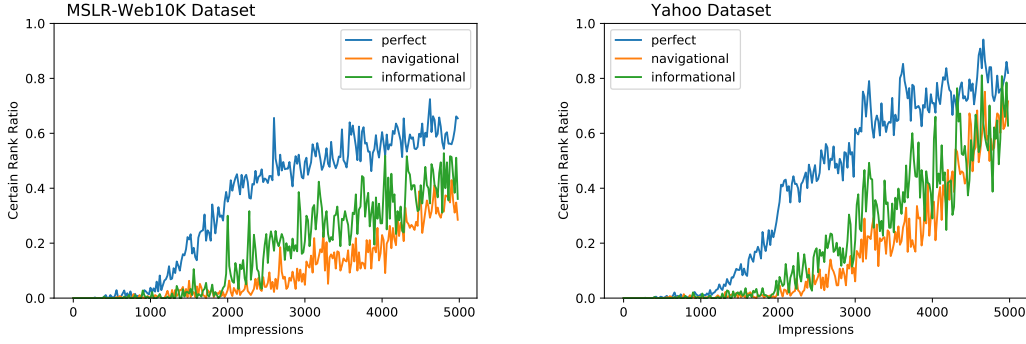 MSLR-Web10K Dataset
1.0
0.8
0.6
0.4
0.2
0.0
Certain Rank Ratio
perfect
navigational
informational
0 1000 2000 3000 4000 5000
Impressions
Yahoo Dataset
1.0
0.8
0.6
0.4
0.2
0.0
Certain Rank Ratio
perfect
navigational
informational
0 1000 2000 3000 4000 5000
Impressions